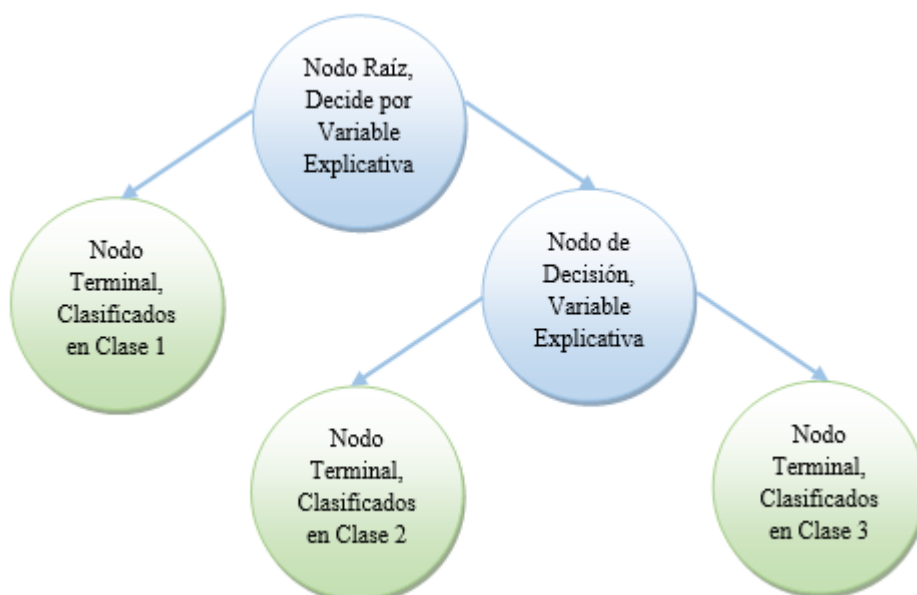 Nodo Raíz,
Decide por
Variable
Explicativa
Nodo
Terminal,
Clasificados
en Clase 1
Nodo de
Decisión,
Variable
Explicativa
Nodo
Terminal,
Clasificados
en Clase 2
Nodo
Terminal,
Clasificados
en Clase 3